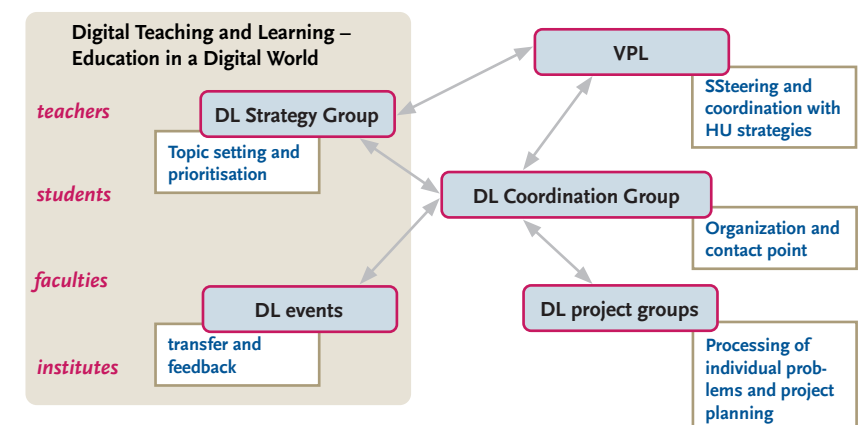 Digital Teaching and Learning –
Education in a Digital World
VPL
SSteering and
coordination with
HU strategies
teachers
DL Strategy Group
Topic setting and
prioritisation
students
DL Coordination Group
Organization and
contact point
faculties
DL events
transfer and
feedback
institutes
DL project groups
Processing of
individual prob-
lems and project
planning